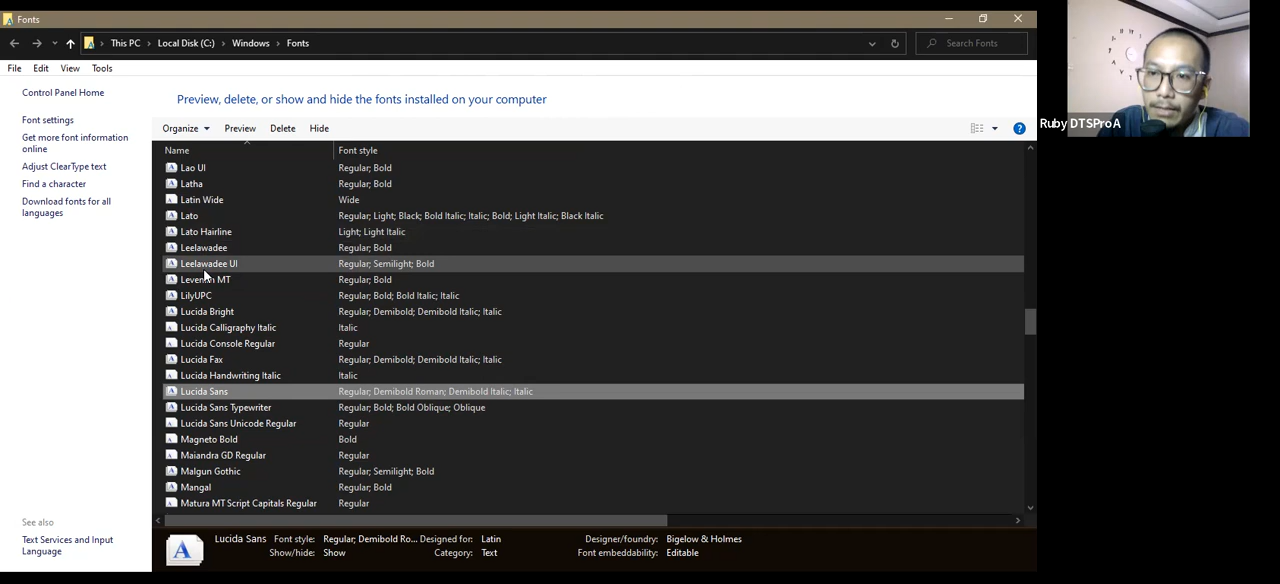 Fonts
This PC > Local Disk (C:) > Windows > Fonts
Search Fonts
File Edit View Tools
Control Panel Home
Font settings
Get more font information
online
Adjust ClearType text
Find a character
Download fonts for all
languages
See also
Text Services and Input
Language
Preview, delete, or show and hide the fonts installed on your computer
Organize Preview Delete Hide
Name Font style
Lao UI Regular; Bold
Latha Regular; Bold
Latin Wide Wide
Lato Regular; Light; Black; Bold Italic; Italic; Bold; Light Italic; Black Italic
Lato Hairline Light; Light Italic
Leelawadee Regular; Bold
Leelawadee UI Regular; Semilight; Bold
Levenim MT Regular; Bold
LilyUPC Regular; Bold; Bold Italic; Italic
Lucida Bright Regular; Demibold; Demibold Italic; Italic
Lucida Calligraphy Italic Italic
Lucida Console Regular Regular
Lucida Fax Regular; Demibold; Demibold Italic; Italic
Lucida Handwriting Italic Italic
Lucida Sans Regular; Demibold Roman; Demibold Italic; Italic
Lucida Sans Typewriter Regular; Bold; Bold Oblique; Oblique
Lucida Sans Unicode Regular Regular
Magneto Bold Bold
Maiandra GD Regular Regular
Malgun Gothic Regular; Semilight; Bold
Mangal Regular; Bold
Matura MT Script Capitals Regular Regular
Lucida Sans Font style: Regular; Demibold Ro... Designed for: Latin Designer/foundry: Bigelow & Holmes
Show/hide: Show Category: Text Font embeddability: Editable
Ruby DTSPro A